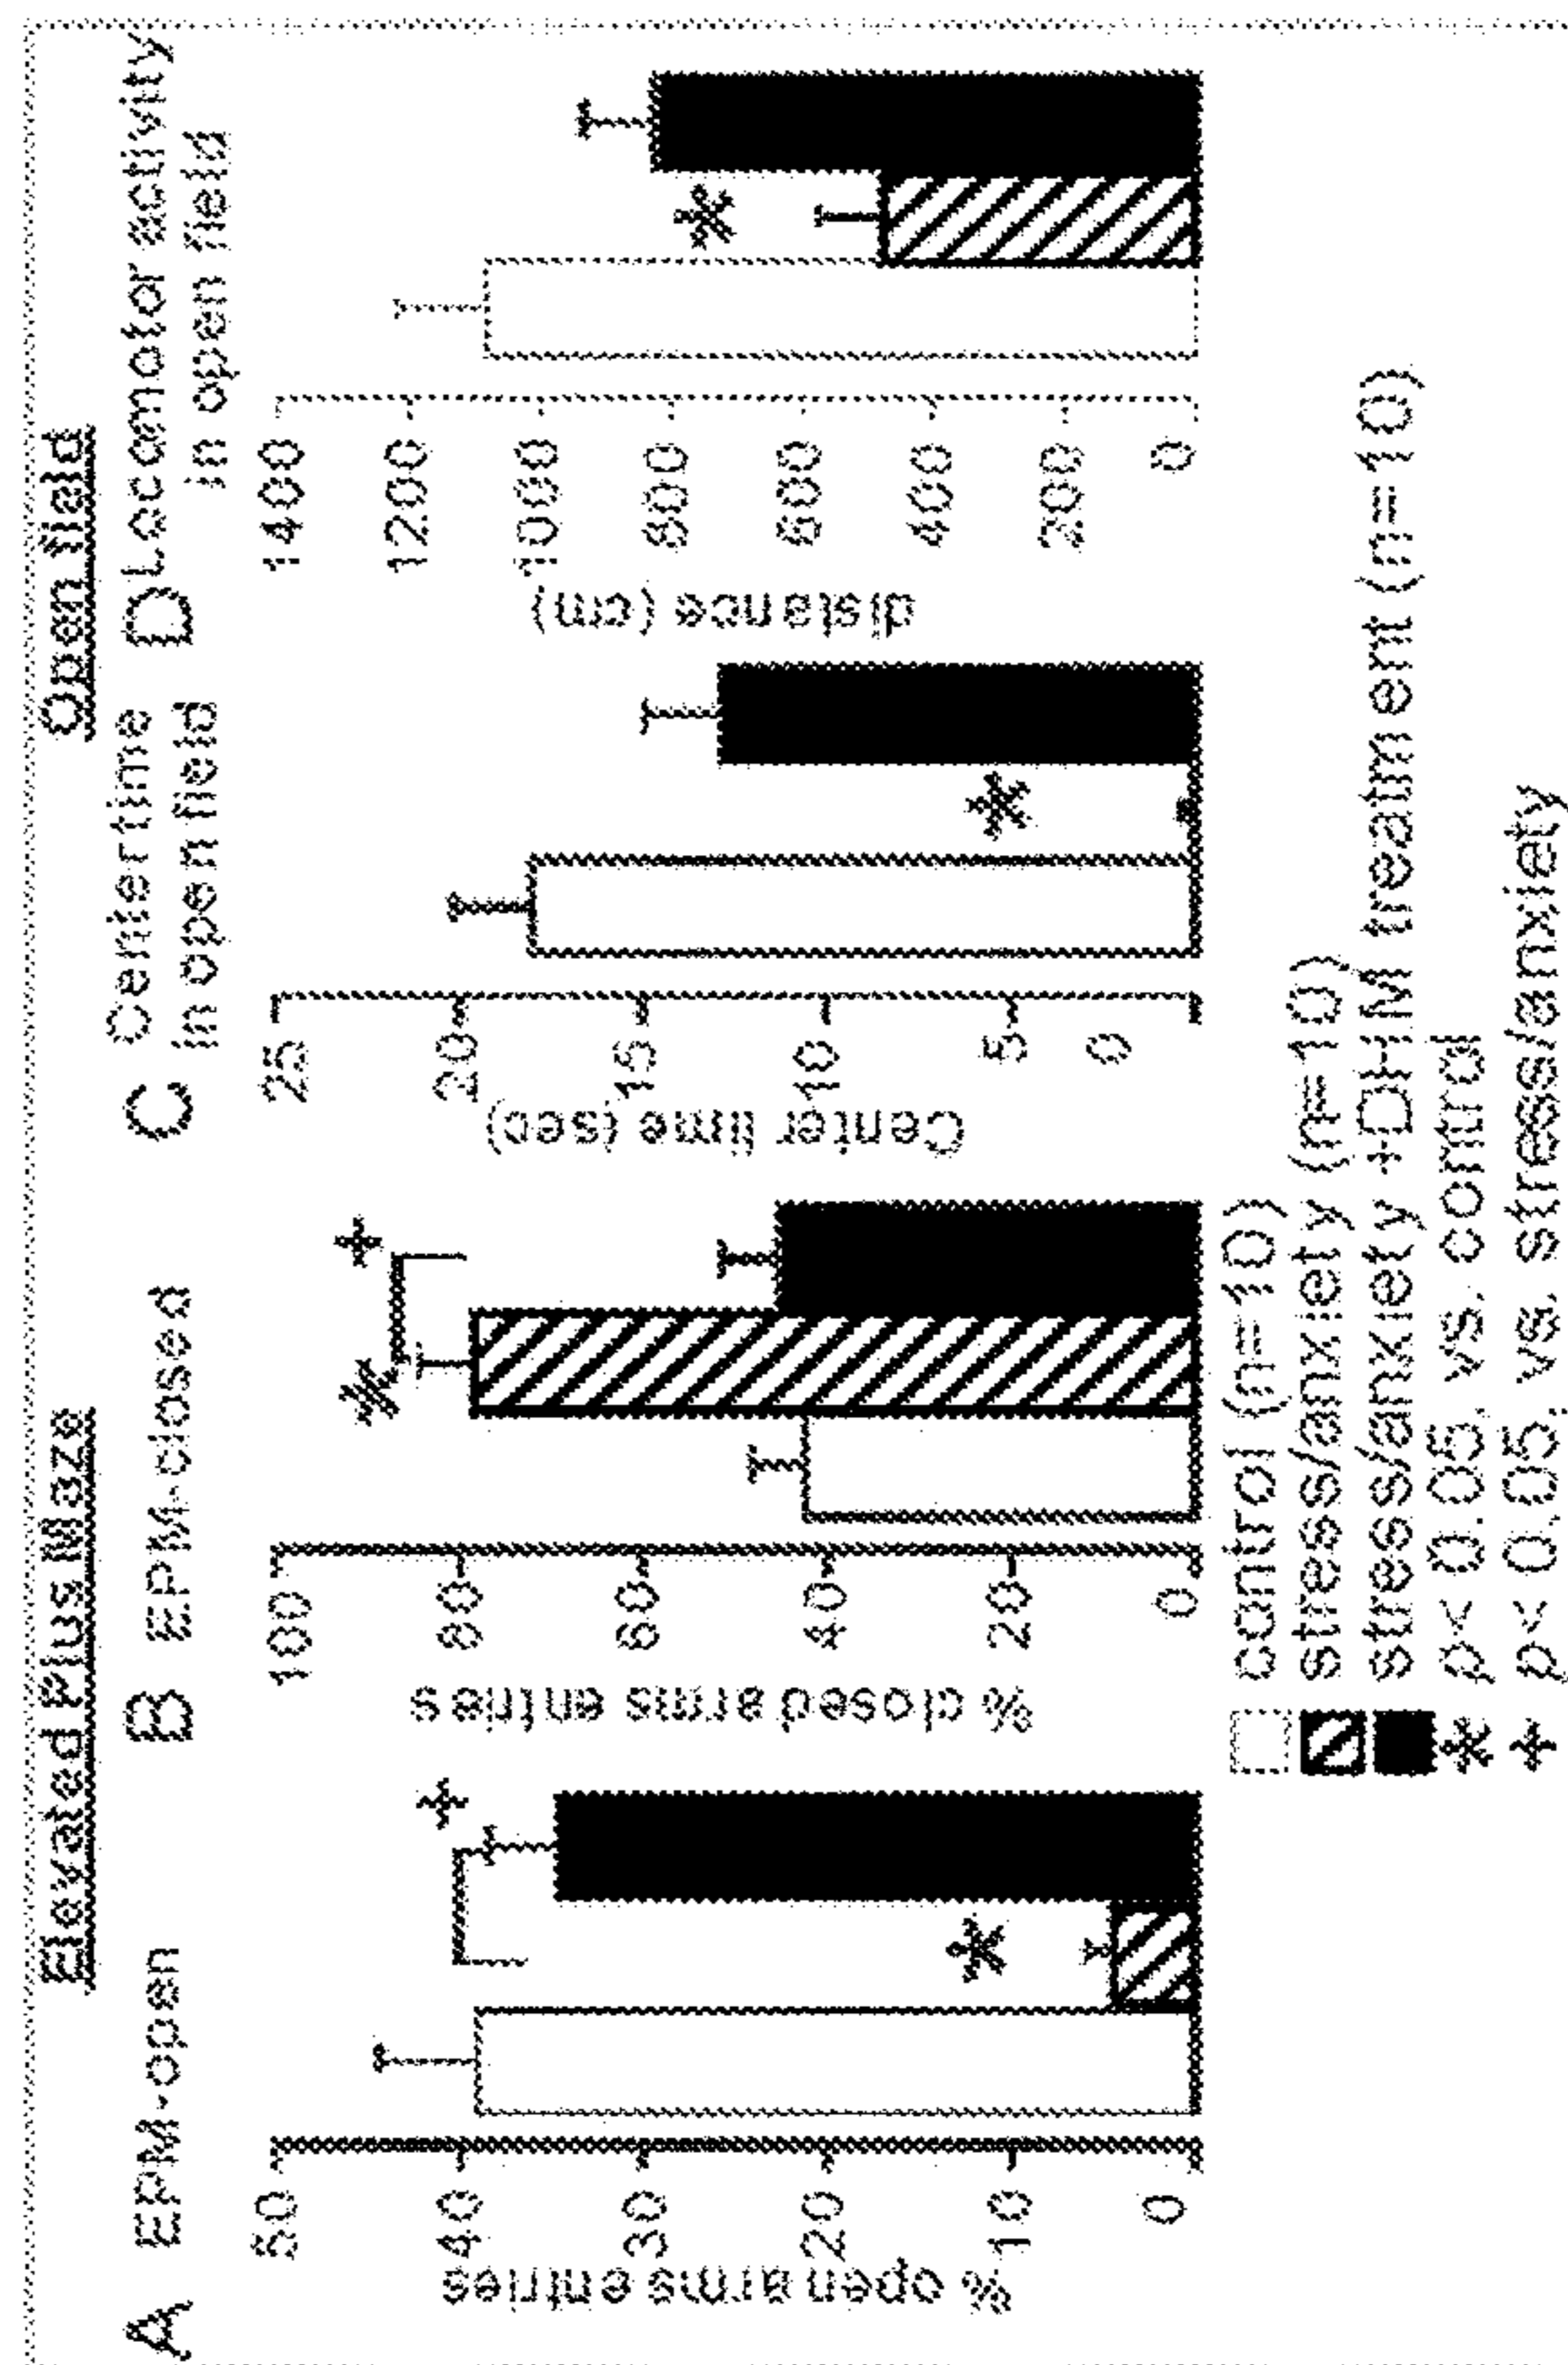 Elevated Plus Maze
Open field
A EPM-open
% open arms entries
50
40
30
20
10
0
B EPM-closed
% closed arms entries
100
80
60
40
20
0
C Center time
in open field
Center time (sec)
25
20
15
10
5
0
D Locomotor activity
in open field
distance (cm)
1400
1200
1000
800
600
400
200
0
control (n=10)
stress/anxiety (n=10)
stress/anxiety +DHM treatment (n=10)
* p< 0.05, vs. control
+ p< 0.05, vs. stress/anxiety